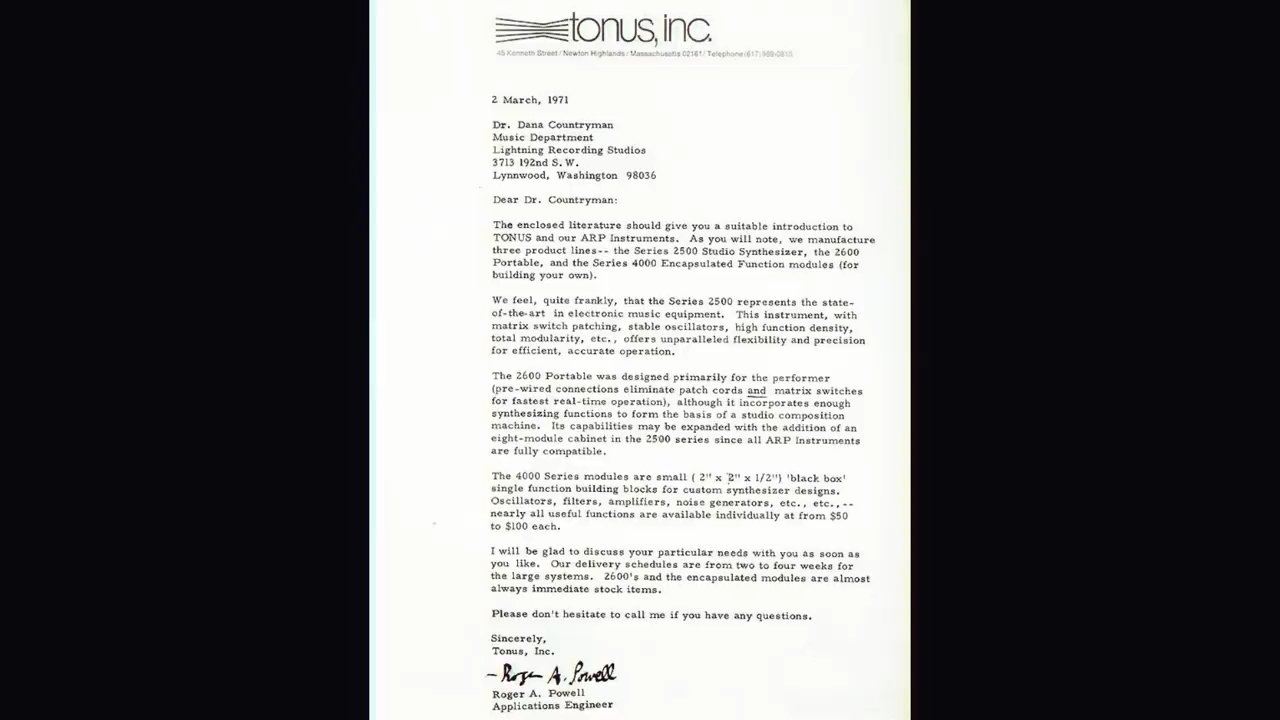 tonus, inc.
45 Kenneth Street / Newton Highlands / Massachusetts 02161 / Telephone (617) 969-0810
2 March, 1971
Dr. Dana Countryman
Music Department
Lightning Recording Studios
3713 192nd S. W.
Lynnwood, Washington 98036
Dear Dr. Countryman:
The enclosed literature should give you a suitable introduction to
TONUS and our ARP Instruments. As you will note, we manufacture
three product lines-- the Series 2500 Studio Synthesizer, the 2600
Portable, and the Series 4000 Encapsulated Function modules (for
building your own).
We feel, quite frankly, that the Series 2500 represents the state-
of-the-art in electronic music equipment. This instrument, with
matrix switch patching, stable oscillators, high function density,
total modularity, etc., offers unparalleled flexibility and precision
for efficient, accurate operation.
The 2600 Portable was designed primarily for the performer
(pre-wired connections eliminate patch cords and matrix switches
for fastest real-time operation), although it incorporates enough
synthesizing functions to form the basis of a studio composition
machine. Its capabilities may be expanded with the addition of an
eight-module cabinet in the 2500 series since all ARP Instruments
are fully compatible.
The 4000 Series modules are small ( 2" x 2" x 1/2") 'black box'
single function building blocks for custom synthesizer designs.
Oscillators, filters, amplifiers, noise generators, etc., etc.,--
nearly all useful functions are available individually at from $50
to $100 each.
I will be glad to discuss your particular needs with you as soon as
you like. Our delivery schedules are from two to four weeks for
the large systems. 2600's and the encapsulated modules are almost
always immediate stock items.
Please don't hesitate to call me if you have any questions.
Sincerely,
Tonus, Inc.
Roger A. Powell
Roger A. Powell
Applications Engineer